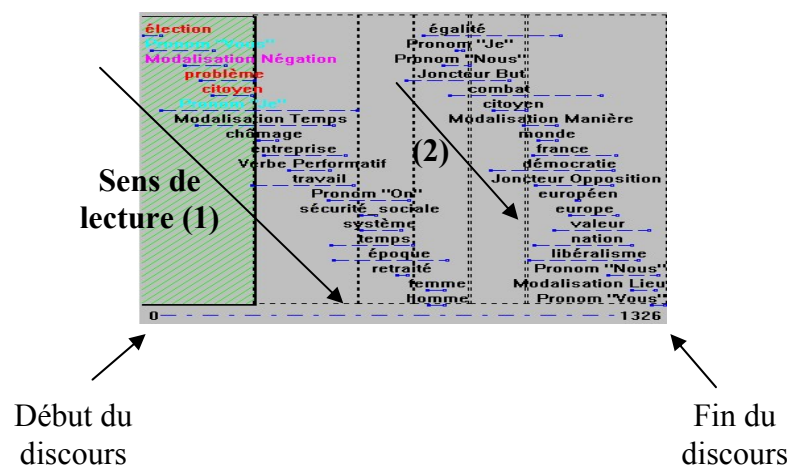 élection
Pronom "Vous"
Modalisation Négation
problème
citoyen
Pronom "Je"
Modalisation Temps
chômage
entreprise
Verbe Performatif
travail
Pronom "On"
sécurité_sociale
système
temps
époque
retraité
femme
Homme
égalité
Pronom "Je"
Pronom "Nous"
Joncteur But
combat
citoyen
Modalisation Manière
monde
france
démocratie
Joncteur Opposition
européen
europe
valeur
nation
libéralisme
Pronom "Nous"
Modalisation Lieu
Pronom "Vous"
Sens de
lecture (1)
(2)
0
1326
Début du
discours
Fin du
discours